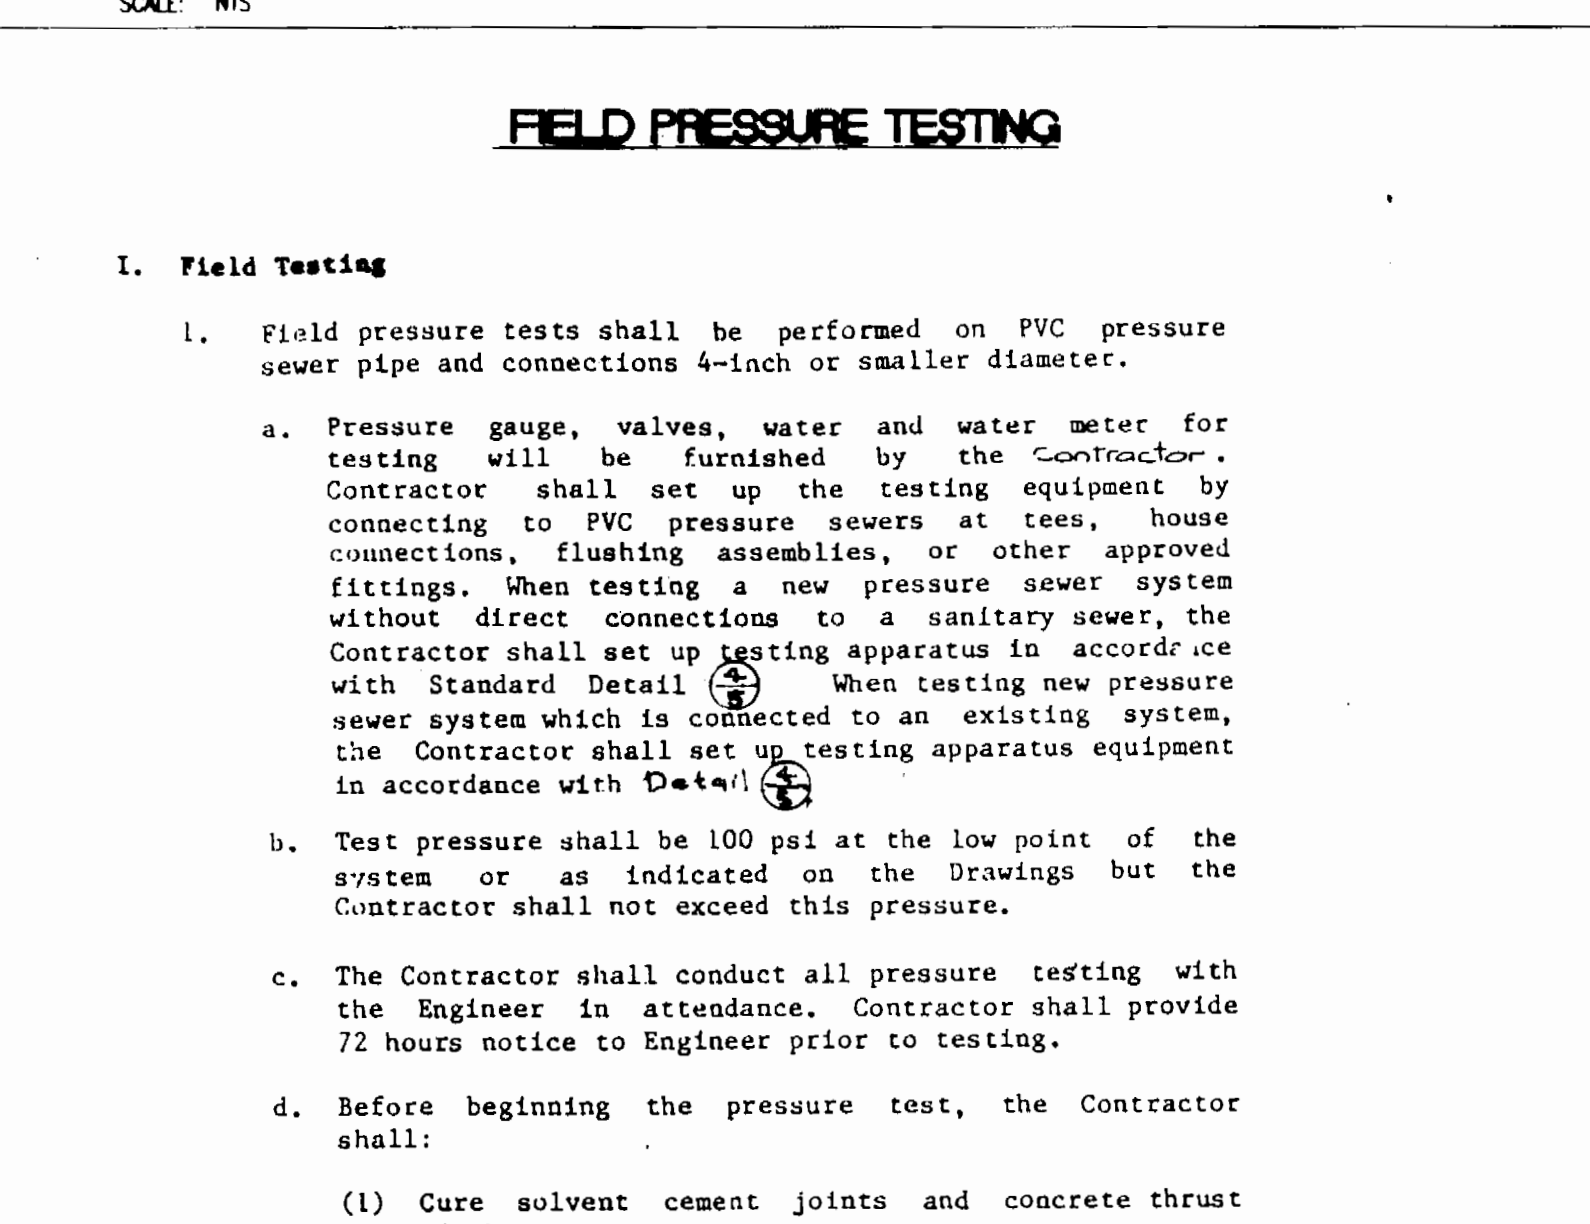 SCALE: NTS
FIELD PRESSURE TESTING
I. Field Testing
1. Field pressure tests shall be performed on PVC pressure
sewer pipe and connections 4-inch or smaller diameter.
a. Pressure gauge, valves, water and water meter for
testing will be furnished by the Contractor.
Contractor shall set up the testing equipment by
connecting to PVC pressure sewers at tees, house
connections, flushing assemblies, or other approved
fittings. When testing a new pressure sewer system
without direct connections to a sanitary sewer, the
Contractor shall set up testing apparatus in accordance
with Standard Detail 4/5 When testing new pressure
sewer system which is connected to an existing system,
the Contractor shall set up testing apparatus equipment
in accordance with Detail 4/5
b. Test pressure shall be 100 psi at the low point of the
system or as indicated on the Drawings but the
Contractor shall not exceed this pressure.
c. The Contractor shall conduct all pressure testing with
the Engineer in attendance. Contractor shall provide
72 hours notice to Engineer prior to testing.
d. Before beginning the pressure test, the Contractor
shall:
(1) Cure solvent cement joints and concrete thrust